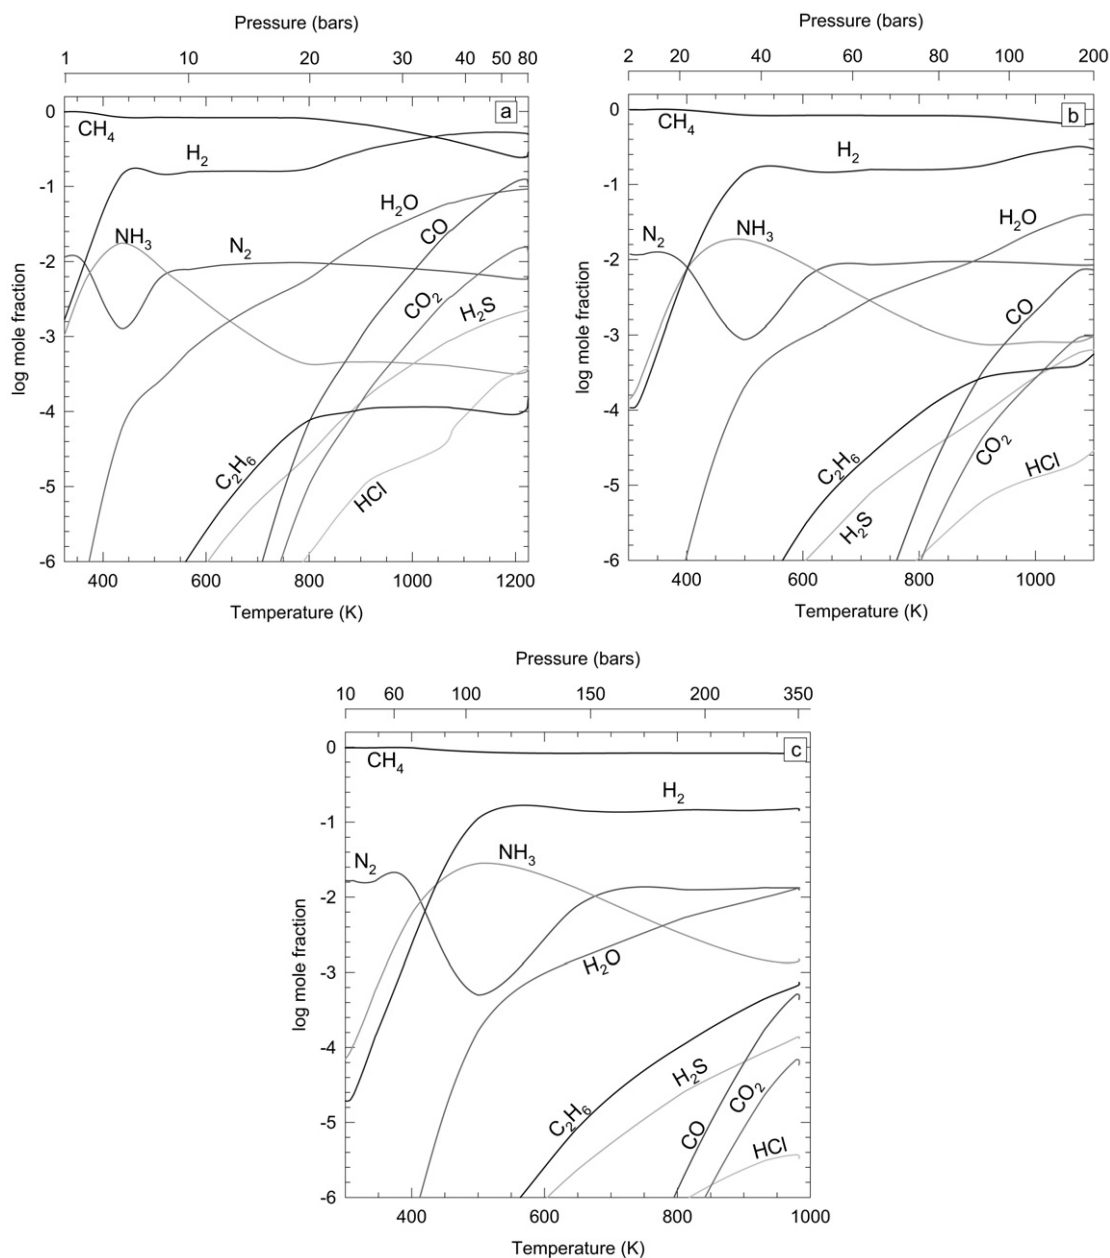 Pressure (bars)
1 10 20 30 40 50 80
a
0
-1
-2
-3
-4
-5
-6
log mole fraction
CH4
H2
H2O
CO
NH3
N2
CO2
H2S
C2H6
HCl
400 600 800 1000 1200
Temperature (K)
Pressure (bars)
2 20 40 60 80 100 200
b
0
-1
-2
-3
-4
-5
-6
log mole fraction
CH4
H2
H2O
N2
NH3
CO
C2H6
CO2
H2S
HCl
400 600 800 1000
Temperature (K)
Pressure (bars)
10 60 100 150 200 350
c
0
-1
-2
-3
-4
-5
-6
log mole fraction
CH4
H2
N2
NH3
H2O
H2S
C2H6
CO
CO2
HCl
400 600 800 1000
Temperature (K)